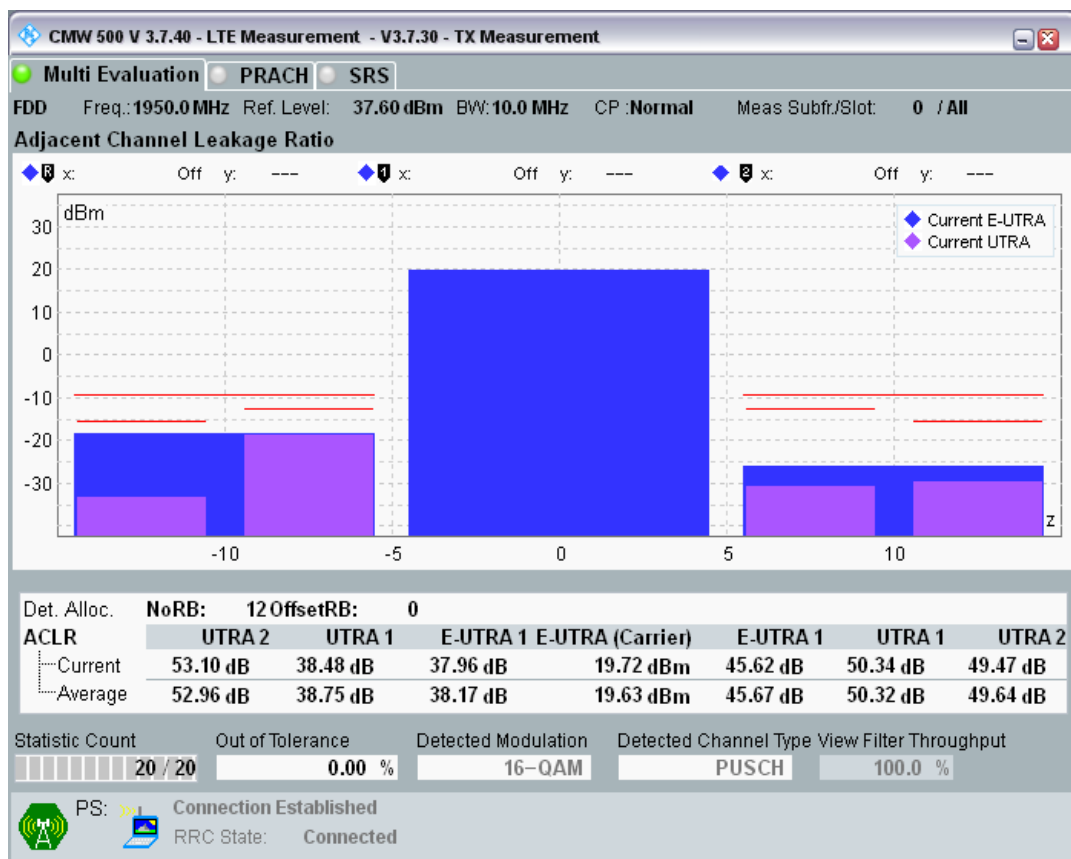 CMW 500 V 3.7.40 - LTE Measurement - V3.7.30 - TX Measurement
Multi Evaluation PRACH SRS
FDD Freq.: 1950.0 MHz Ref. Level: 37.60 dBm BW: 10.0 MHz CP :Normal Meas Subfr./Slot: 0 / All
Adjacent Channel Leakage Ratio
R x: Off y: --- 1 x: Off y: --- 2 x: Off y: ---
dBm
Current E-UTRA
Current UTRA
30
20
10
0
-10
-20
-30
z
-10 -5 0 5 10
Det. Alloc. NoRB: 12 OffsetRB: 0
ACLR UTRA 2 UTRA 1 E-UTRA 1 E-UTRA (Carrier) E-UTRA 1 UTRA 1 UTRA 2
Current 53.10 dB 38.48 dB 37.96 dB 19.72 dBm 45.62 dB 50.34 dB 49.47 dB
Average 52.96 dB 38.75 dB 38.17 dB 19.63 dBm 45.67 dB 50.32 dB 49.64 dB
Statistic Count Out of Tolerance Detected Modulation Detected Channel Type View Filter Throughput
20 / 20 0.00 % 16-QAM PUSCH 100.0 %
PS: Connection Established
RRC State: Connected